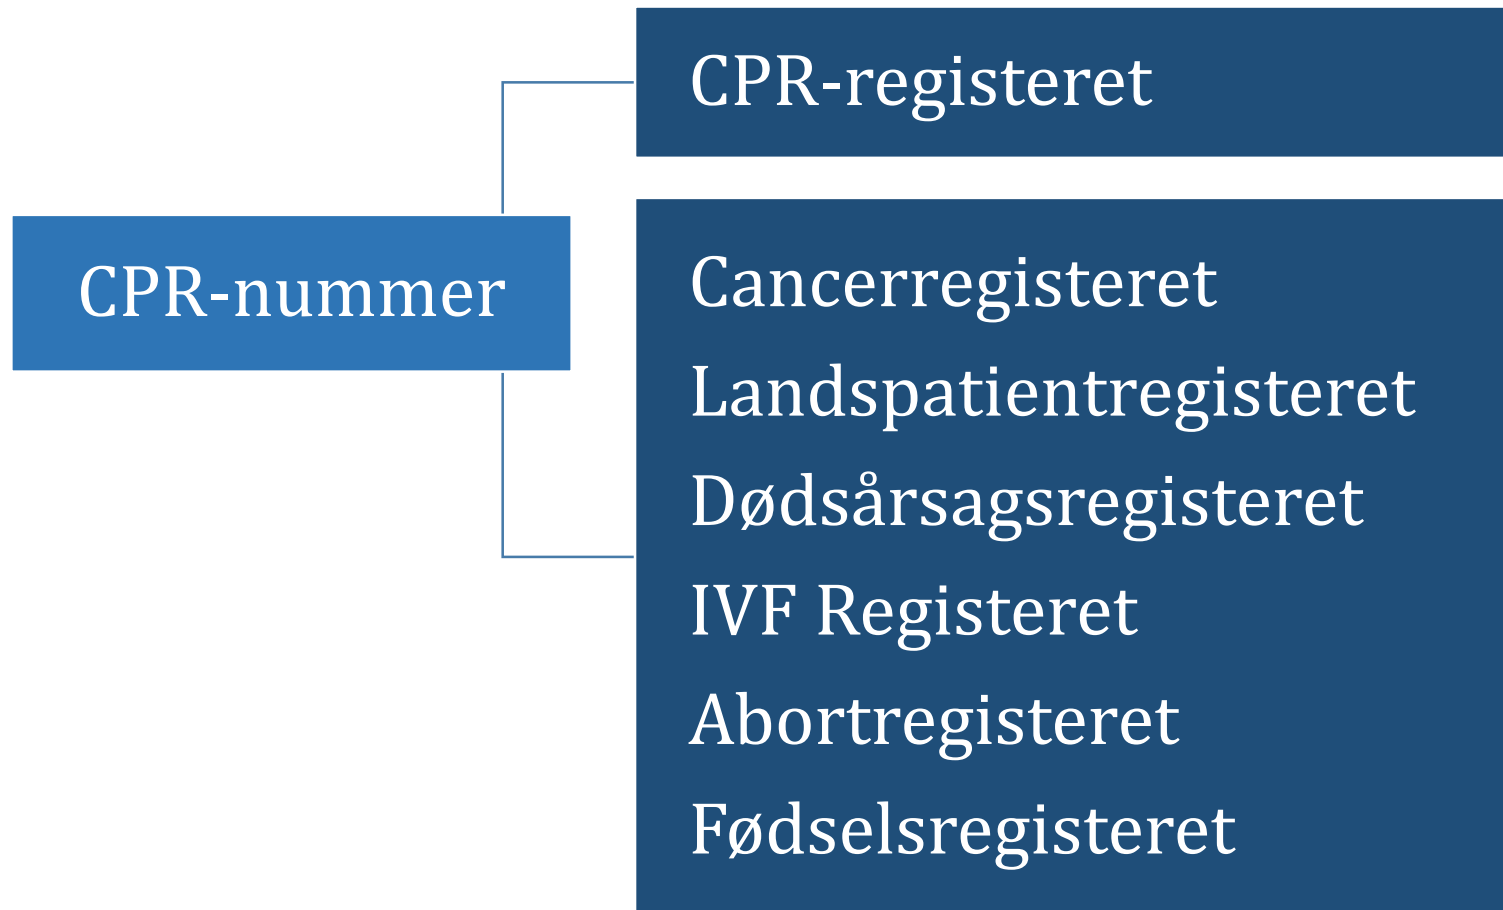 CPR-registeret
CPR-nummer
Cancerregisteret
Landspatientregisteret
Dødsårsagsregisteret
IVF Registeret
Abortregisteret
Fødselsregisteret